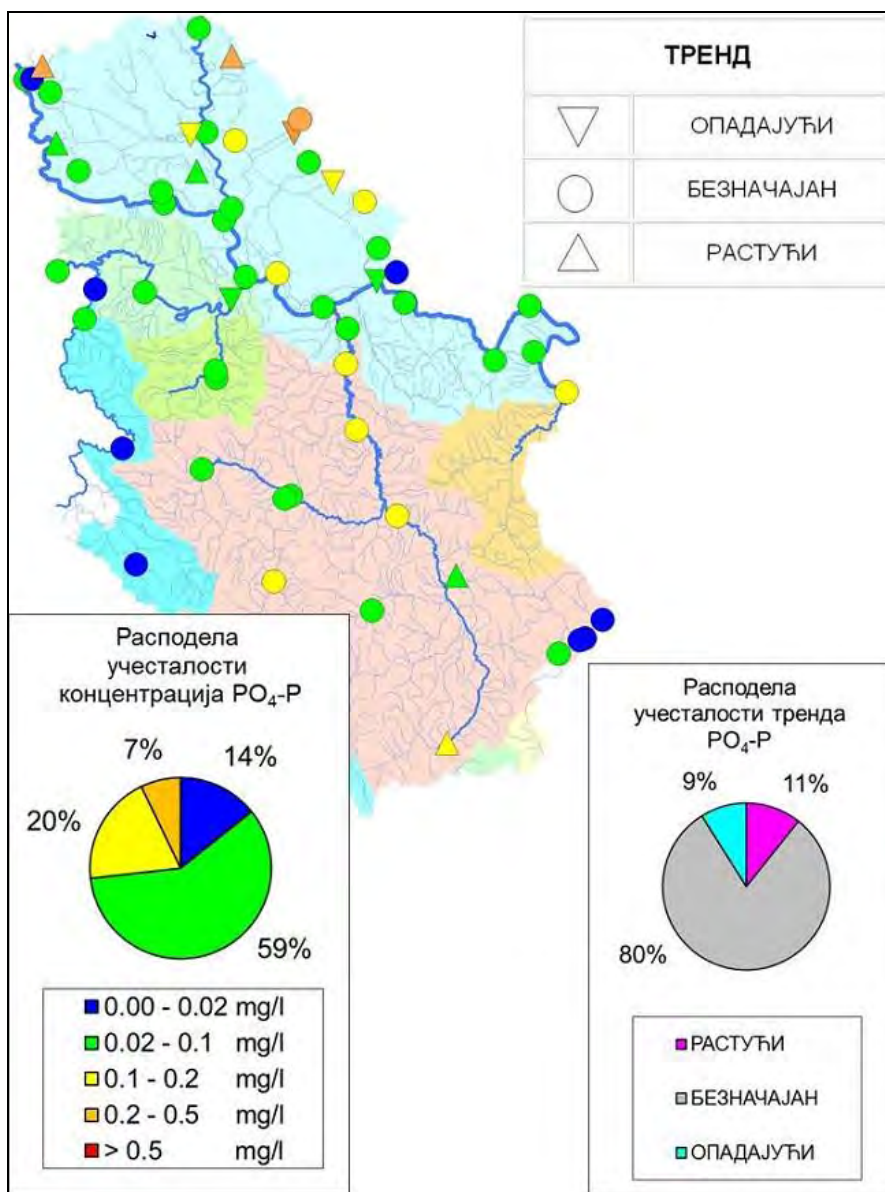 ТРЕНД
ОПАДАЈУЋИ
БЕЗНАЧАЈАН
РАСТУЋИ
Расподела
учесталости
концентрација PO₄-P
7%
14%
20%
59%
0.00 - 0.02 mg/l
0.02 - 0.1 mg/l
0.1 - 0.2 mg/l
0.2 - 0.5 mg/l
> 0.5 mg/l
Расподела
учесталости тренда
PO₄-P
9%
11%
80%
РАСТУЋИ
БЕЗНАЧАЈАН
ОПАДАЈУЋИ